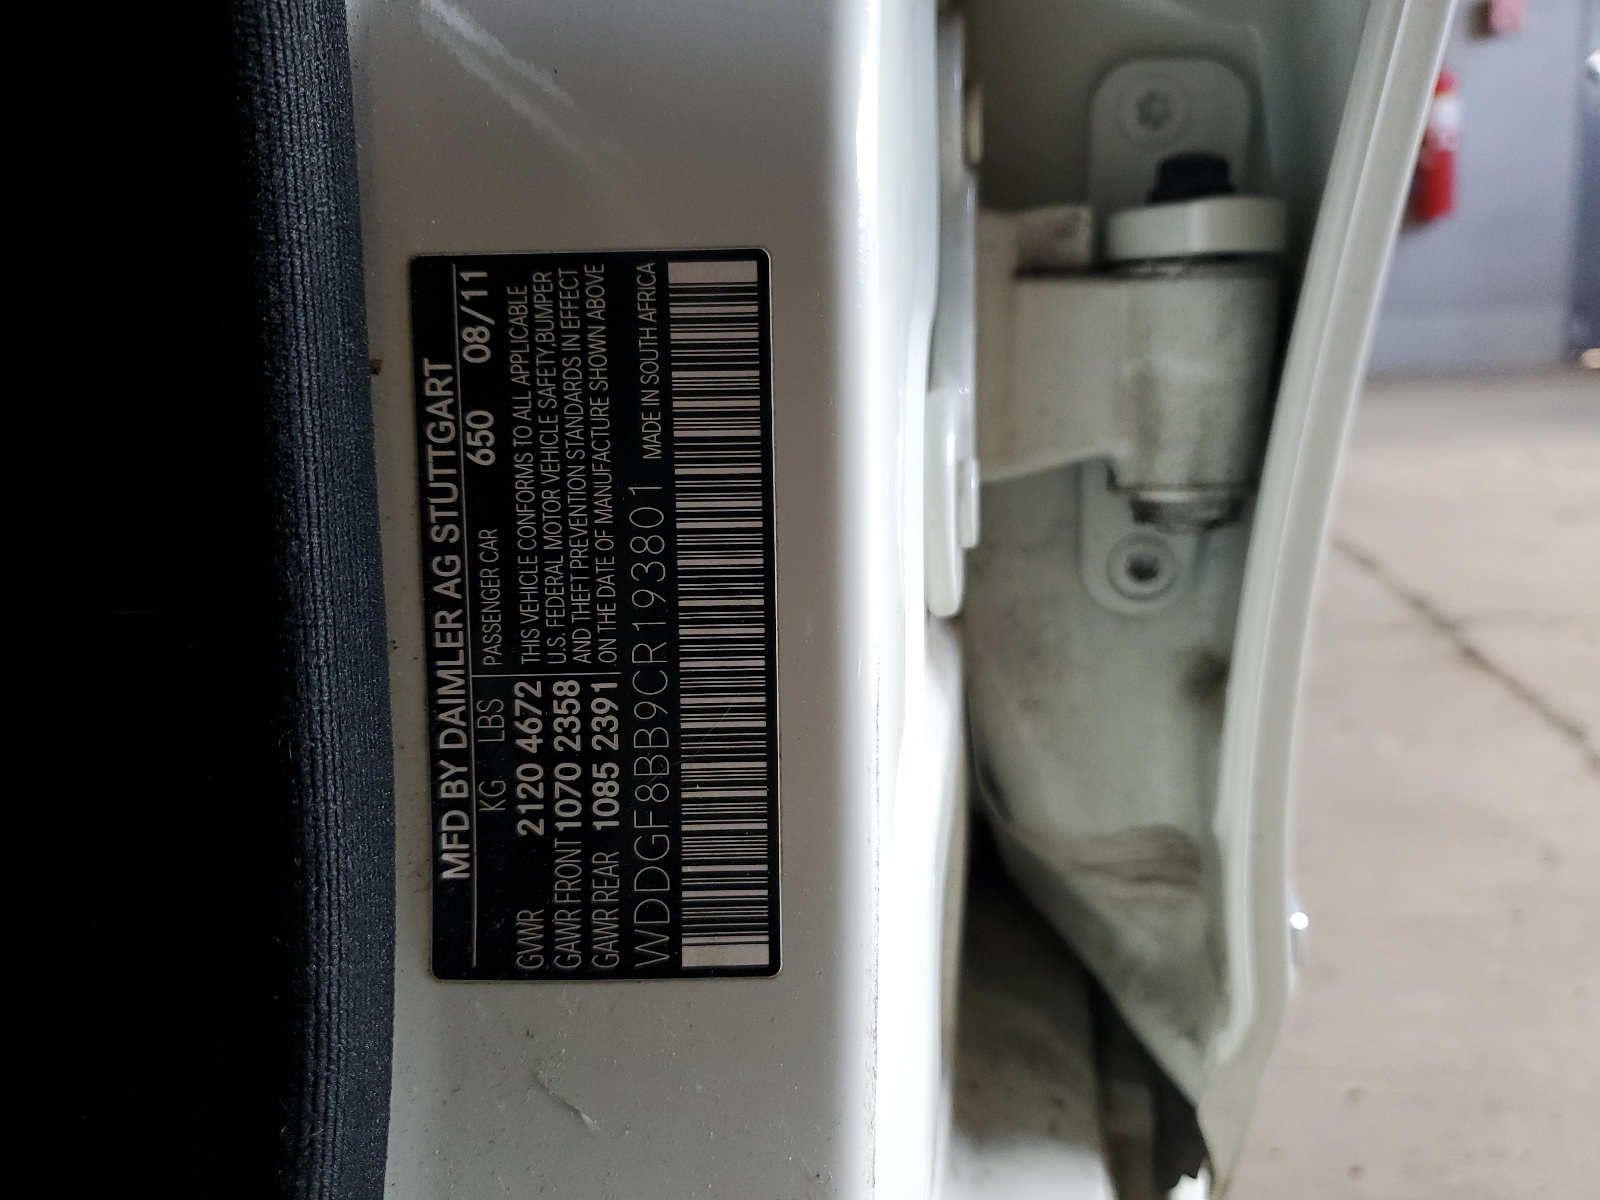 MFD BY DAIMLER AG STUTTGART
KG LBS PASSENGER CAR 650 08/11
GVWR 2120 4672 THIS VEHICLE CONFORMS TO ALL APPLICABLE
GAWR FRONT 1070 2358 U.S. FEDERAL MOTOR VEHICLE SAFETY,BUMPER
GAWR REAR 1085 2391 AND THEFT PREVENTION STANDARDS IN EFFECT
ON THE DATE OF MANUFACTURE SHOWN ABOVE
WDDGF8BB9CR193801 MADE IN SOUTH AFRICA